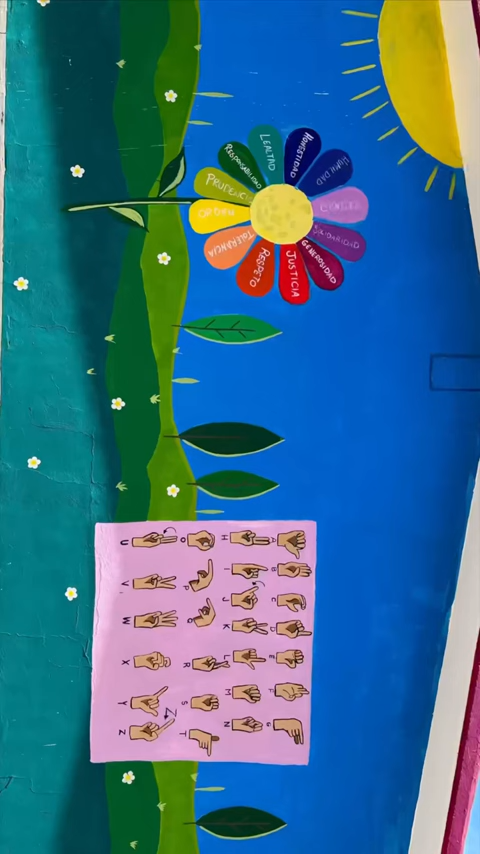 LEALTAD
HONESTIDAD
HUMILDAD
SOLIDARIDAD
GENEROSIDAD
JUSTICIA
RESPETO
TOLERANCIA
ORDEN
PRUDENCIA
RESPONSABILIDAD
A B C D E F G
H I J K L M N
O P Q R S T
U V W X Y Z